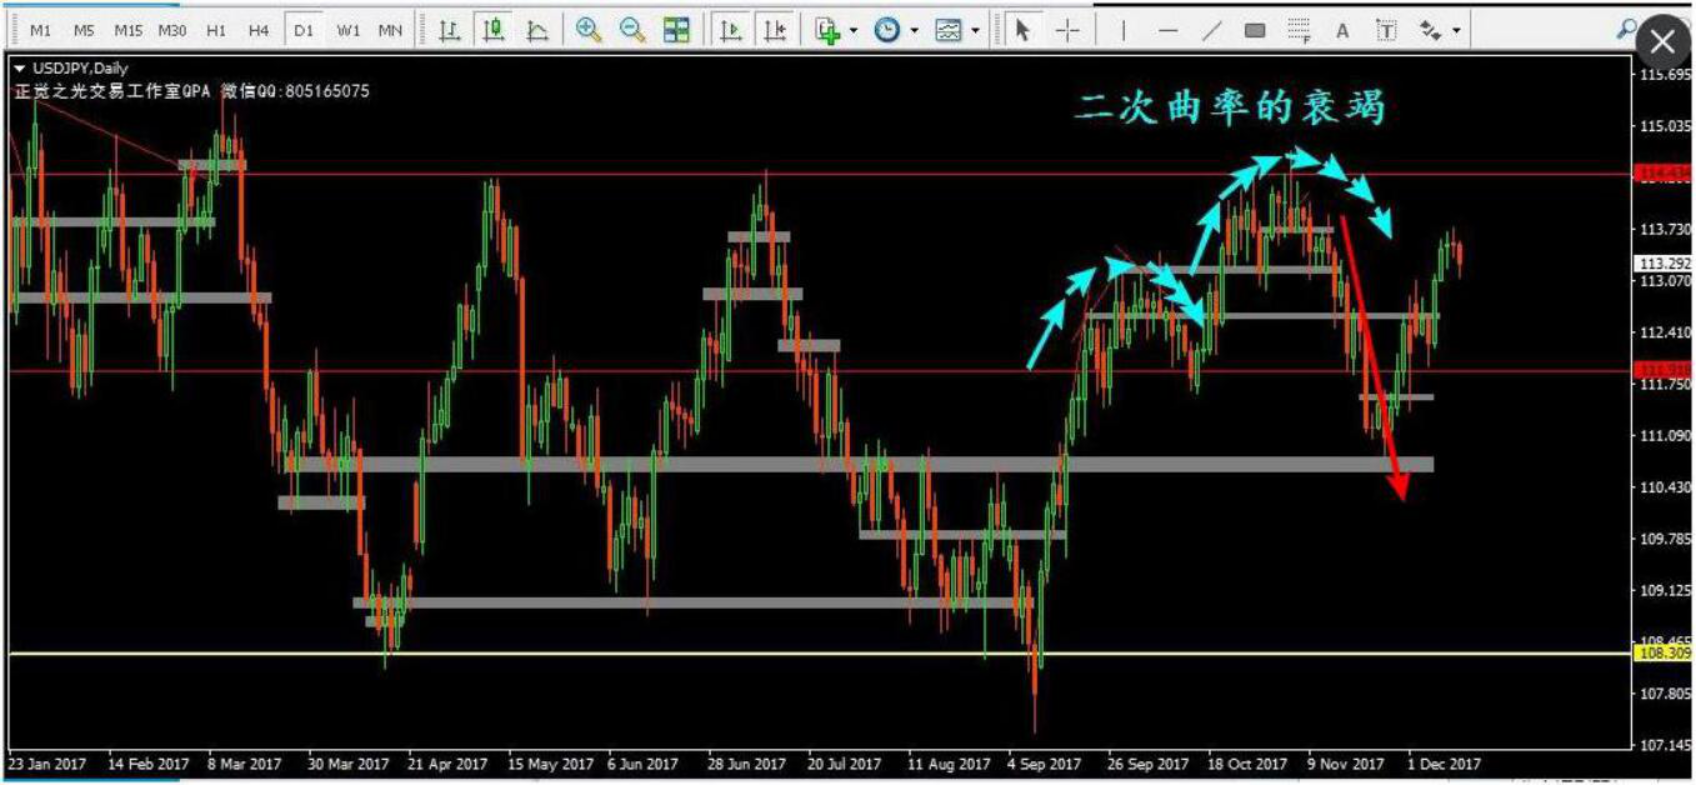 M1 M5 M15 M30 H1 H4 D1 W1 MN
F A T
USDJPY,Daily
正觉之光交易工作室QPA 微信QQ:805165075
二次曲率的衰竭
115.695
115.035
114.434
113.730
113.292
113.070
112.410
111.918
111.750
111.090
110.430
109.785
109.125
108.465
108.309
107.805
107.145
23 Jan 2017 14 Feb 2017 8 Mar 2017 30 Mar 2017 21 Apr 2017 15 May 2017 6 Jun 2017 28 Jun 2017 20 Jul 2017 11 Aug 2017 4 Sep 2017 26 Sep 2017 18 Oct 2017 9 Nov 2017 1 Dec 2017